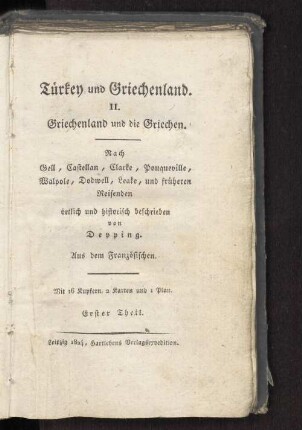 Türkey und Griechenland.
II.
Griechenland und die Griechen.
Nach
Gell, Castellan, Clarke, Pouqueville,
Walpole, Dodwell, Leake, und früheren
Reisenden
örtlich und historisch beschrieben
von
Depping.
Aus dem Französischen.
Mit 16 Kupfern, 2 Karten und 1 Plan.
Erster Theil.
Leipzig 1824, Hartlebens Verlagsexpedition.